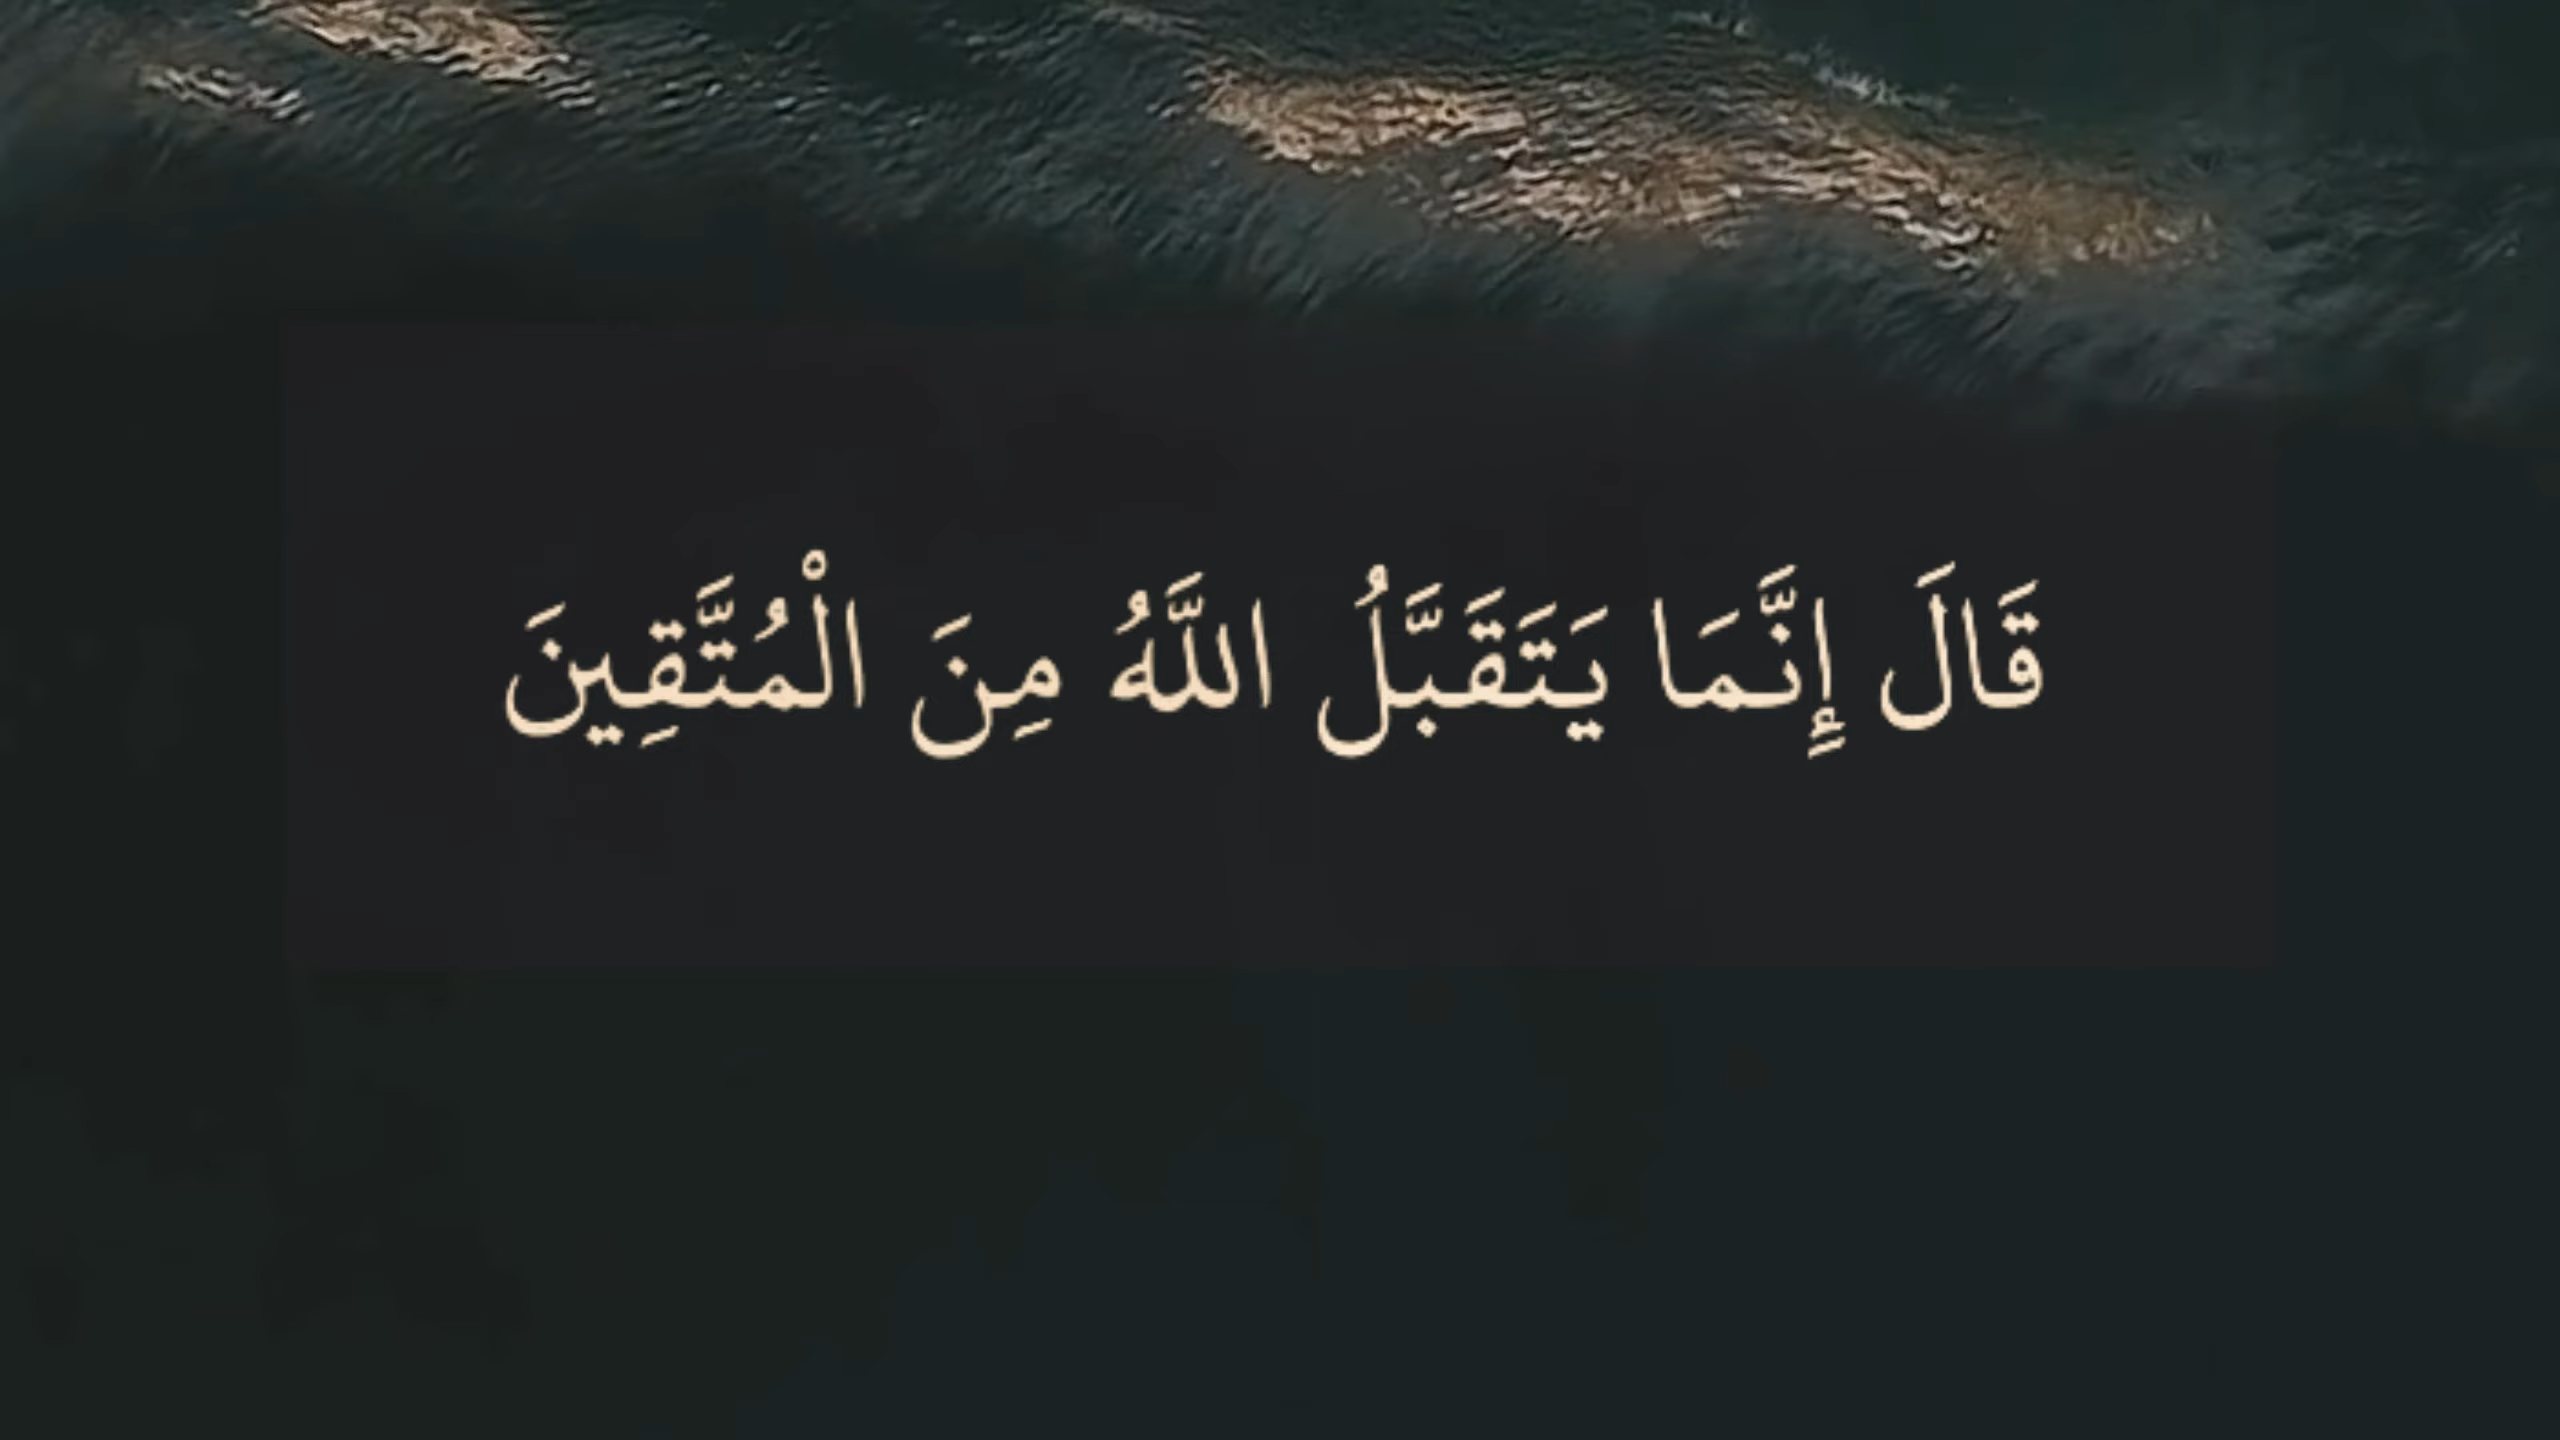 قَالَ إِنَّمَا يَتَقَبَّلُ اللَّهُ مِنَ الْمُتَّقِينَ